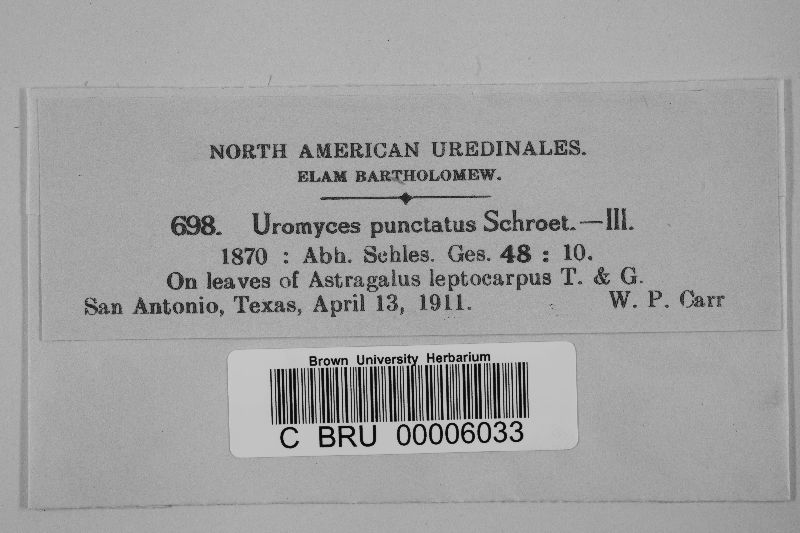 NORTH AMERICAN UREDINALES.
ELAM BARTHOLOMEW.
698. Uromyces punctatus Schroet.—III.
1870 : Abh. Schles. Ges. 48 : 10.
On leaves of Astragalus leptocarpus T. & G.
San Antonio, Texas, April 13, 1911. W. P. Carr
Brown University Herbarium
C BRU 00006033